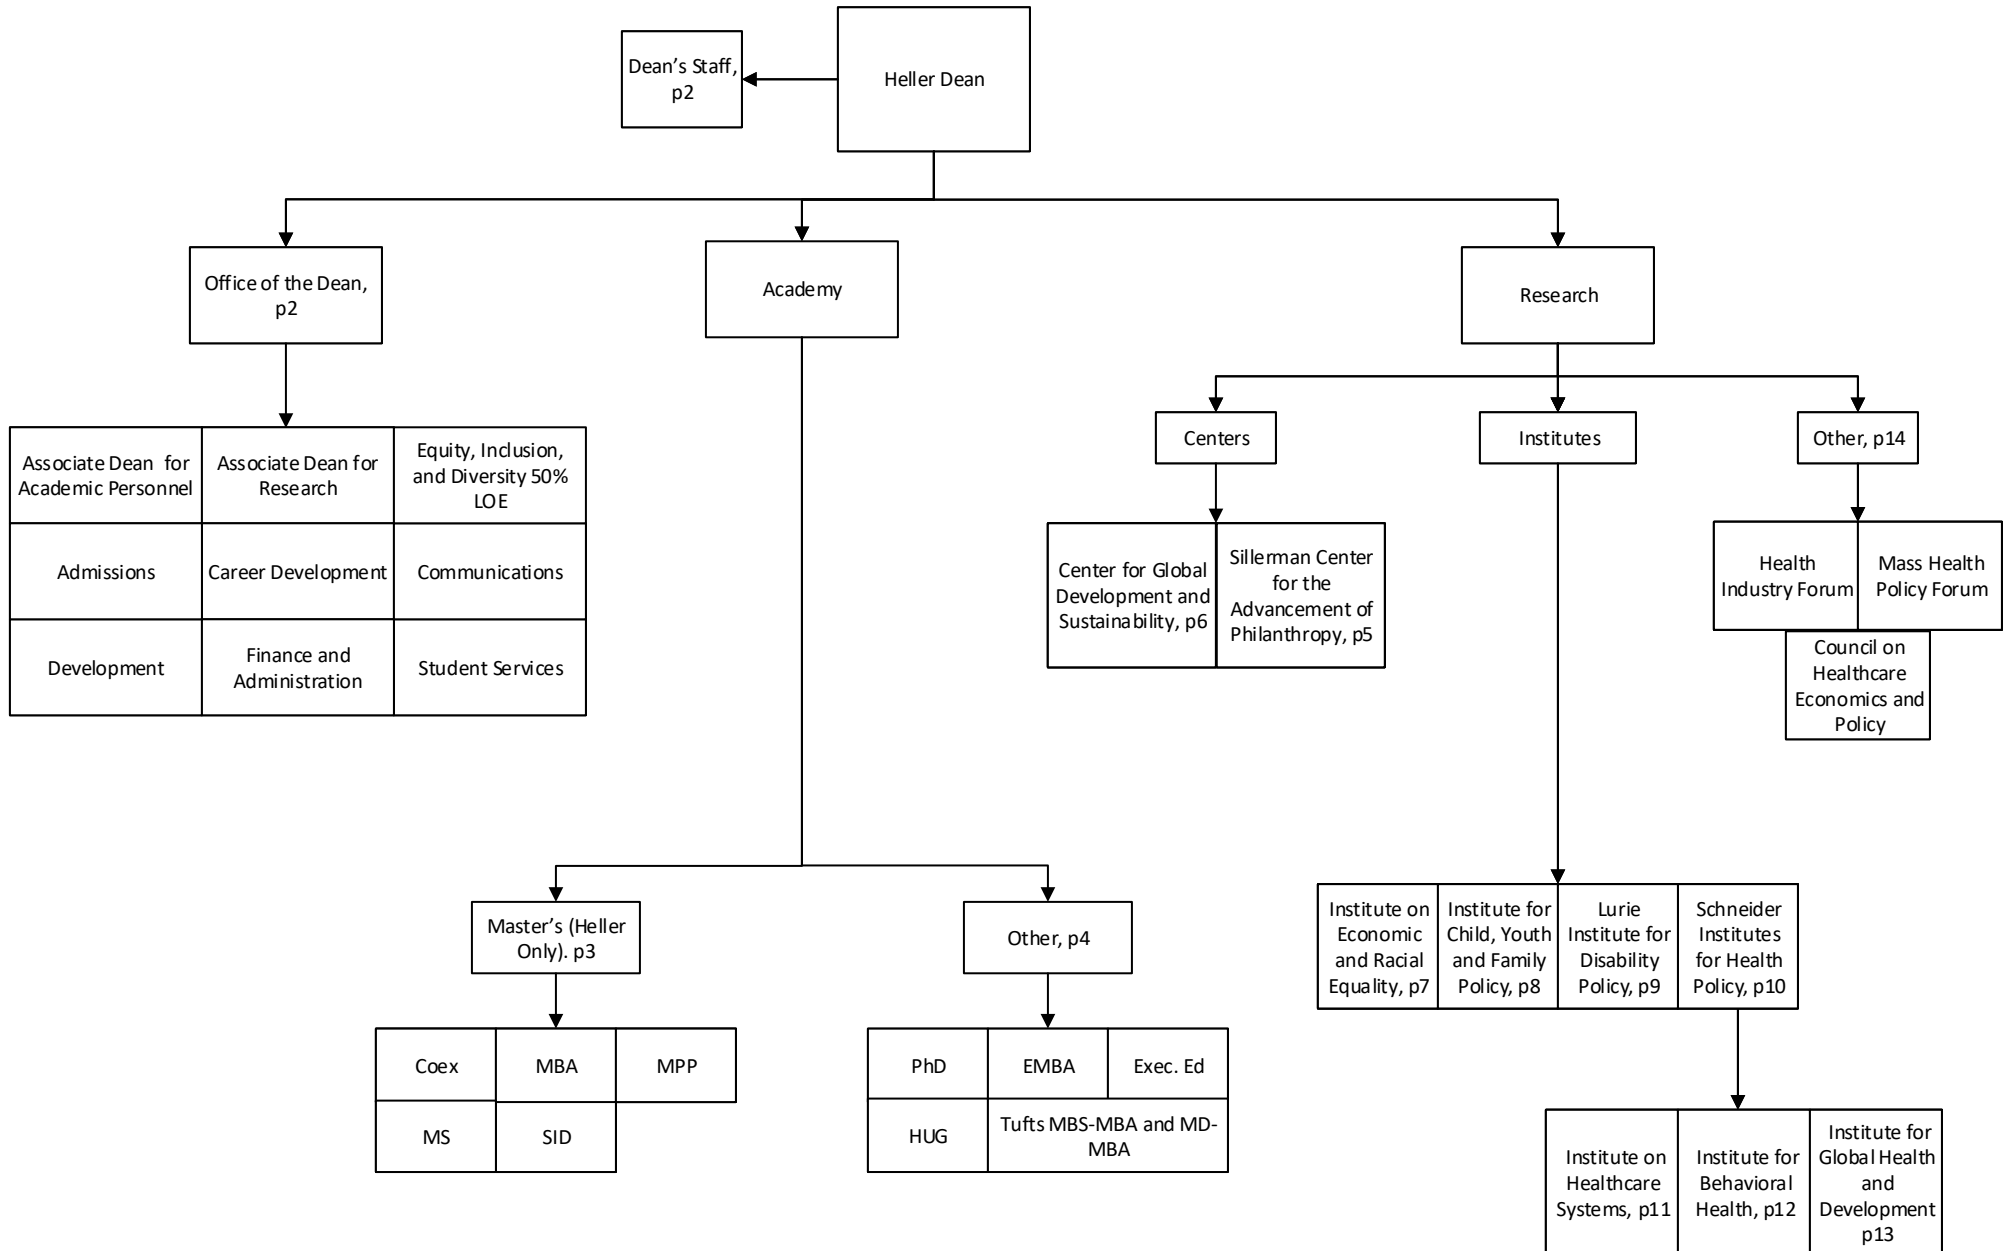 Dean’s Staff,
p2
Heller Dean
Office of the Dean,
p2
Academy
Research
Associate Dean  for
Academic Personnel
Associate Dean for
Research
Equity, Inclusion,
and Diversity 50%
LOE
Admissions
Career Development
Communications
Development
Finance and
Administration
Student Services
Centers
Institutes
Other, p14
Center for Global
Development and
Sustainability, p6
Sillerman Center
for the
Advancement of
Philanthropy, p5
Health
Industry Forum
Mass Health
Policy Forum
Council on
Healthcare
Economics and
Policy
Master’s (Heller
Only). p3
Other, p4
Coex
MBA
MPP
MS
SID
PhD
EMBA
Exec. Ed
HUG
Tufts MBS-MBA and MD-
MBA
Institute on
Economic
and Racial
Equality, p7
Institute for
Child, Youth
and Family
Policy, p8
Lurie
Institute for
Disability
Policy, p9
Schneider
Institutes
for Health
Policy, p10
Institute on
Healthcare
Systems, p11
Institute for
Behavioral
Health, p12
Institute for
Global Health
and
Development
p13